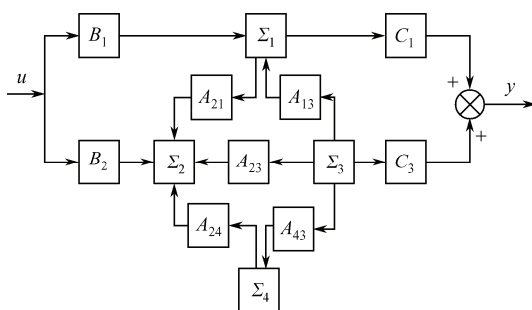 B₁ Σ₁ C₁
u + y
A₂₁ A₁₃
+
B₂ Σ₂ A₂₃ Σ₃ C₃
A₂₄ A₄₃
Σ₄